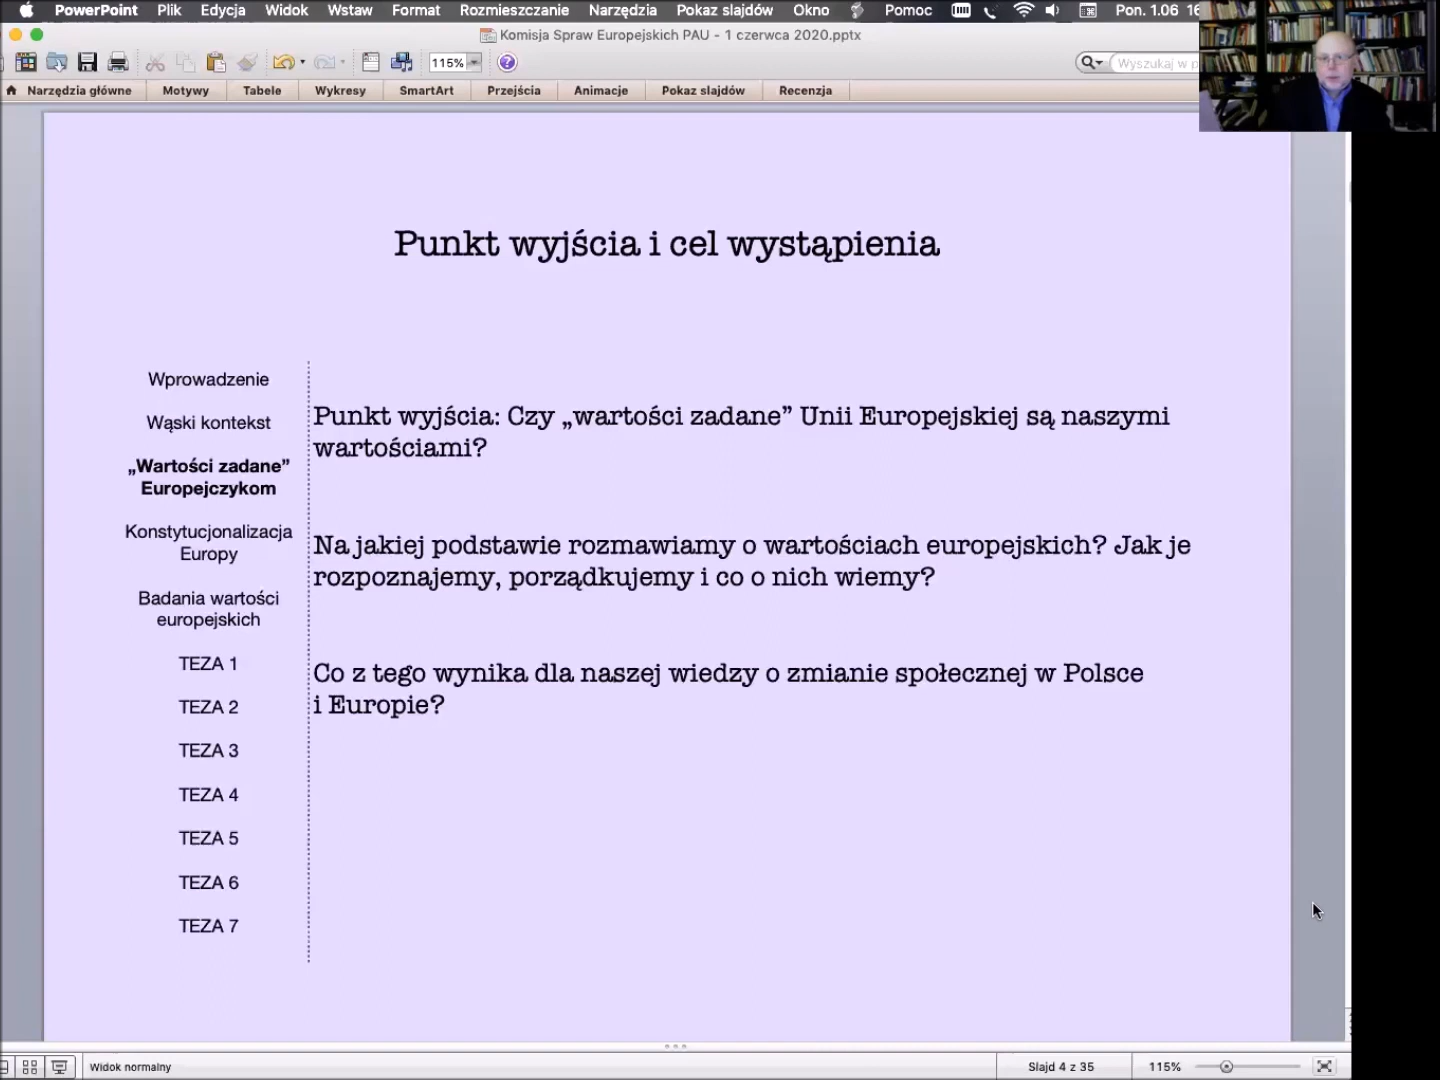 PowerPoint Plik Edycja Widok Wstaw Format Rozmieszczanie Narzędzia Pokaz slajdów Okno Pomoc Pon. 1.06 16
Komisja Spraw Europejskich PAU - 1 czerwca 2020.pptx
115%
Wyszukaj w p
Narzędzia główne Motywy Tabele Wykresy SmartArt Przejścia Animacje Pokaz slajdów Recenzja
Punkt wyjścia i cel wystąpienia
Wprowadzenie
Wąski kontekst
„Wartości zadane”
Europejczykom
Konstytucjonalizacja
Europy
Badania wartości
europejskich
TEZA 1
TEZA 2
TEZA 3
TEZA 4
TEZA 5
TEZA 6
TEZA 7
Punkt wyjścia: Czy „wartości zadane” Unii Europejskiej są naszymi
wartościami?
Na jakiej podstawie rozmawiamy o wartościach europejskich? Jak je
rozpoznajemy, porządkujemy i co o nich wiemy?
Co z tego wynika dla naszej wiedzy o zmianie społecznej w Polsce
i Europie?
Widok normalny Slajd 4 z 35 115%